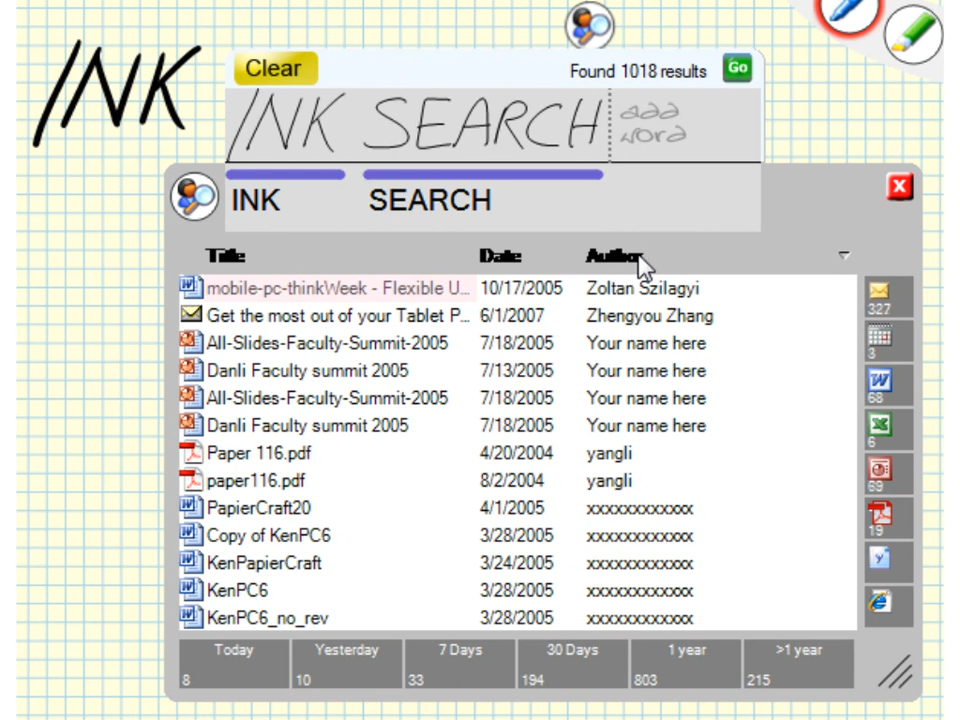 INK
Clear
Found 1018 results
Go
INK SEARCH
add word
INK SEARCH
Title Date Author
mobile-pc-thinkWeek - Flexible U... 10/17/2005 Zoltan Szilagyi
Get the most out of your Tablet P... 6/1/2007 Zhengyou Zhang
All-Slides-Faculty-Summit-2005 7/18/2005 Your name here
Danli Faculty summit 2005 7/13/2005 Your name here
All-Slides-Faculty-Summit-2005 7/18/2005 Your name here
Danli Faculty summit 2005 7/18/2005 Your name here
Paper 116.pdf 4/20/2004 yangli
paper116.pdf 8/2/2004 yangli
PapierCraft20 4/1/2005 xxxxxxxxxxxx
Copy of KenPC6 3/28/2005 xxxxxxxxxxxx
KenPapierCraft 3/24/2005 xxxxxxxxxxxx
KenPC6 3/28/2005 xxxxxxxxxxxx
KenPC6_no_rev 3/28/2005 xxxxxxxxxxxx
327
3
68
6
69
19
Today Yesterday 7 Days 30 Days 1 year >1 year
8 10 33 194 803 215